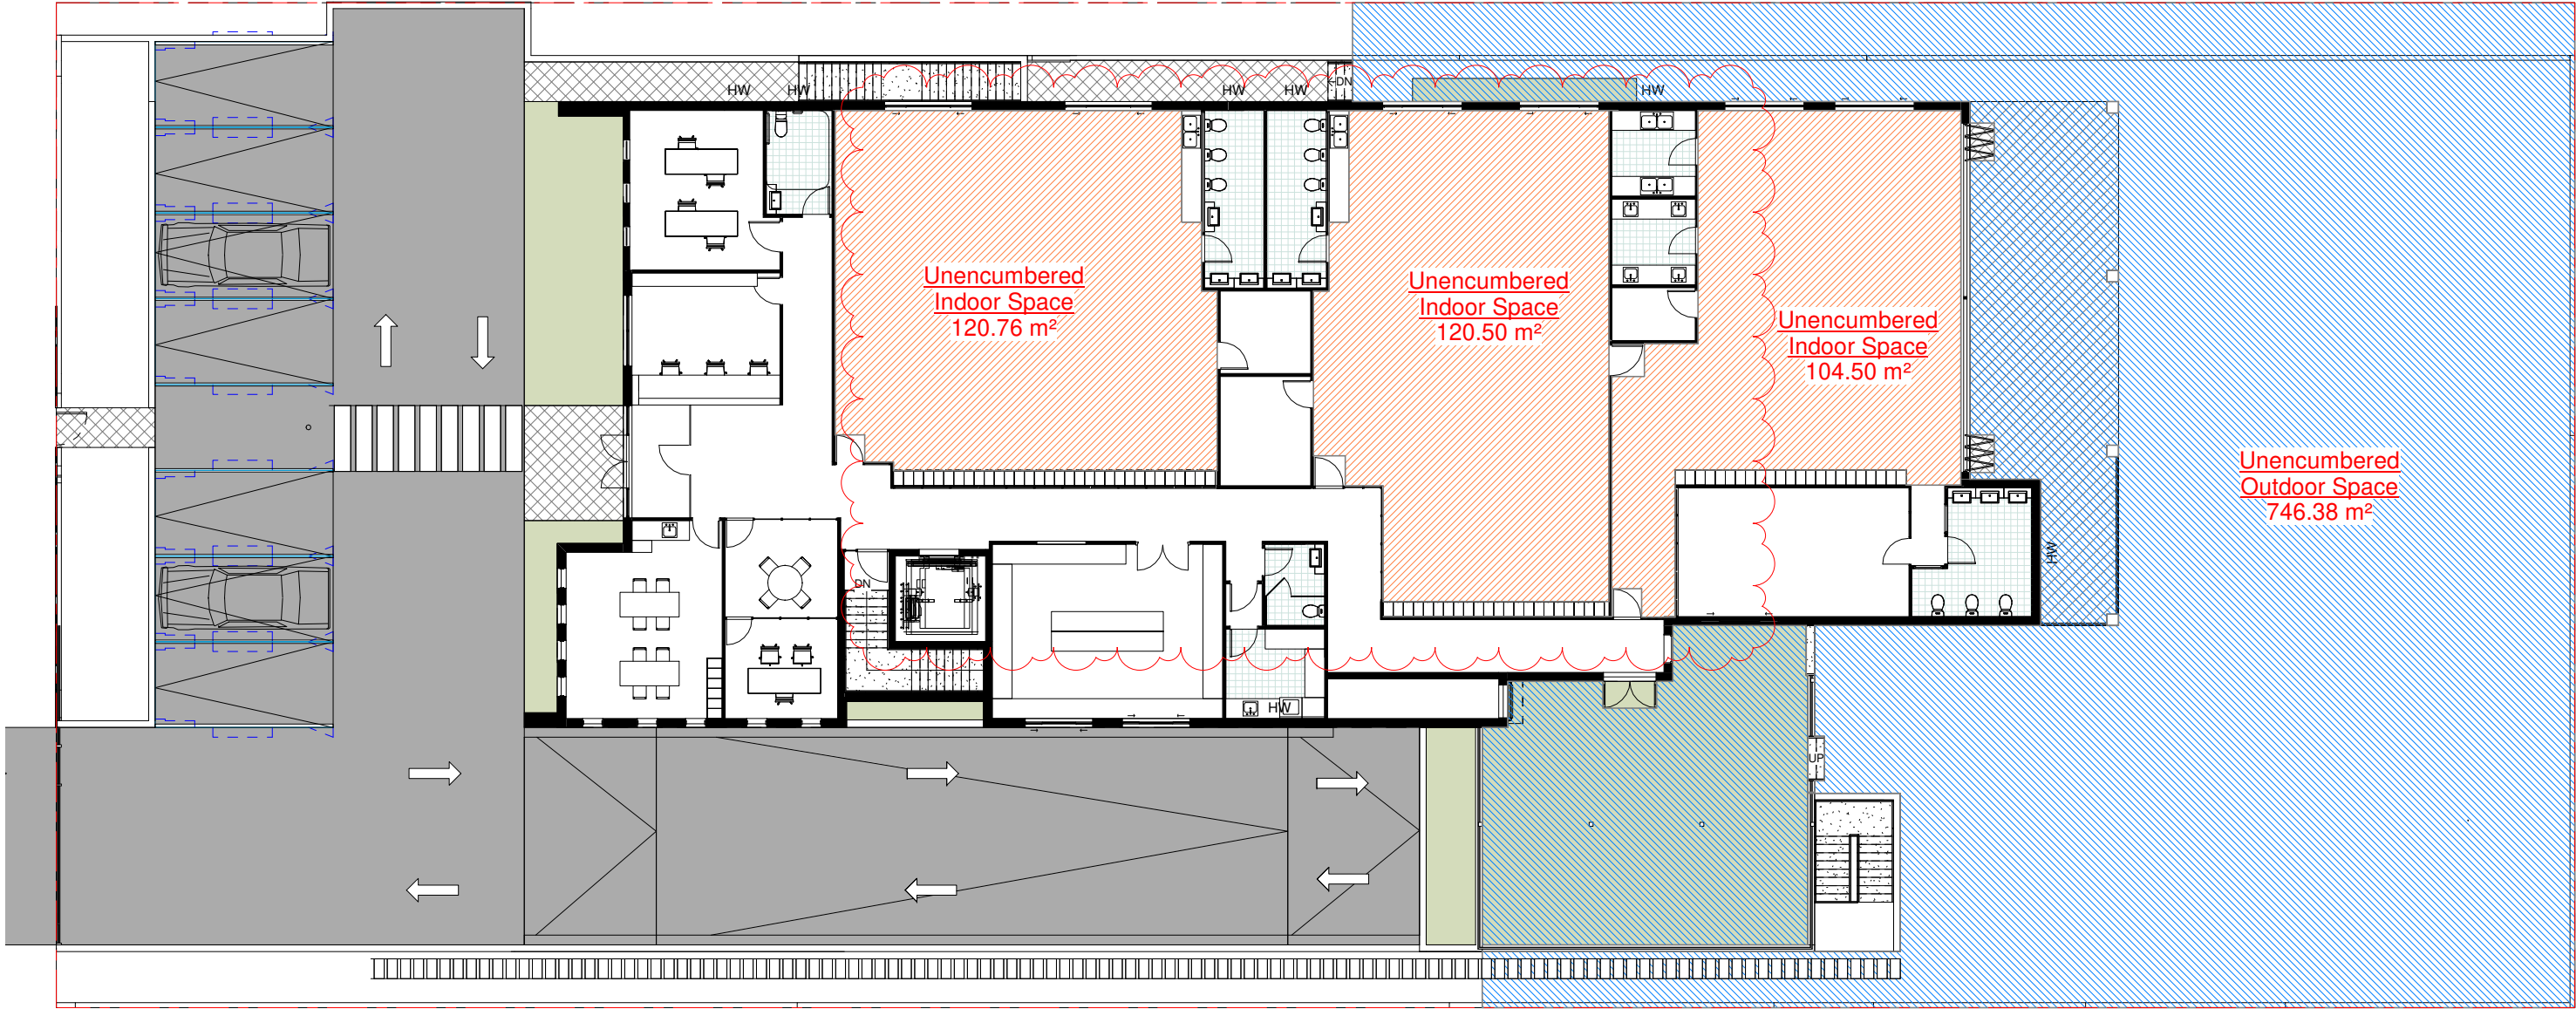 HW
HW
HW
HW
DN
HW
Unencumbered
Indoor Space
120.76 m²
Unencumbered
Indoor Space
120.50 m²
Unencumbered
Indoor Space
104.50 m²
Unencumbered
Outdoor Space
746.38 m²
HW
DN
HW
UP